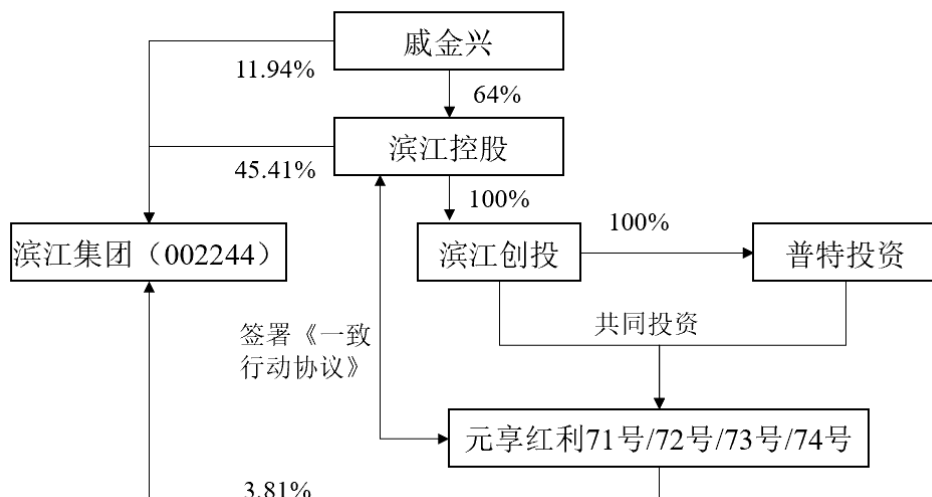 戚金兴
11.94%
64%
滨江控股
45.41%
100%
滨江集团（002244）
滨江创投
100%
普特投资
签署《一致
行动协议》
共同投资
元享红利71号/72号/73号/74号
3.81%